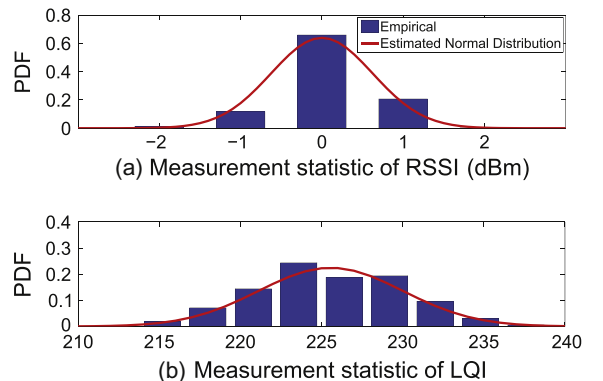 0.8
0.6
0.4
0.2
0
PDF
Empirical
Estimated Normal Distribution
−2 −1 0 1 2
(a) Measurement statistic of RSSI (dBm)
0.4
0.3
0.2
0.1
0
PDF
210 215 220 225 230 235 240
(b) Measurement statistic of LQI